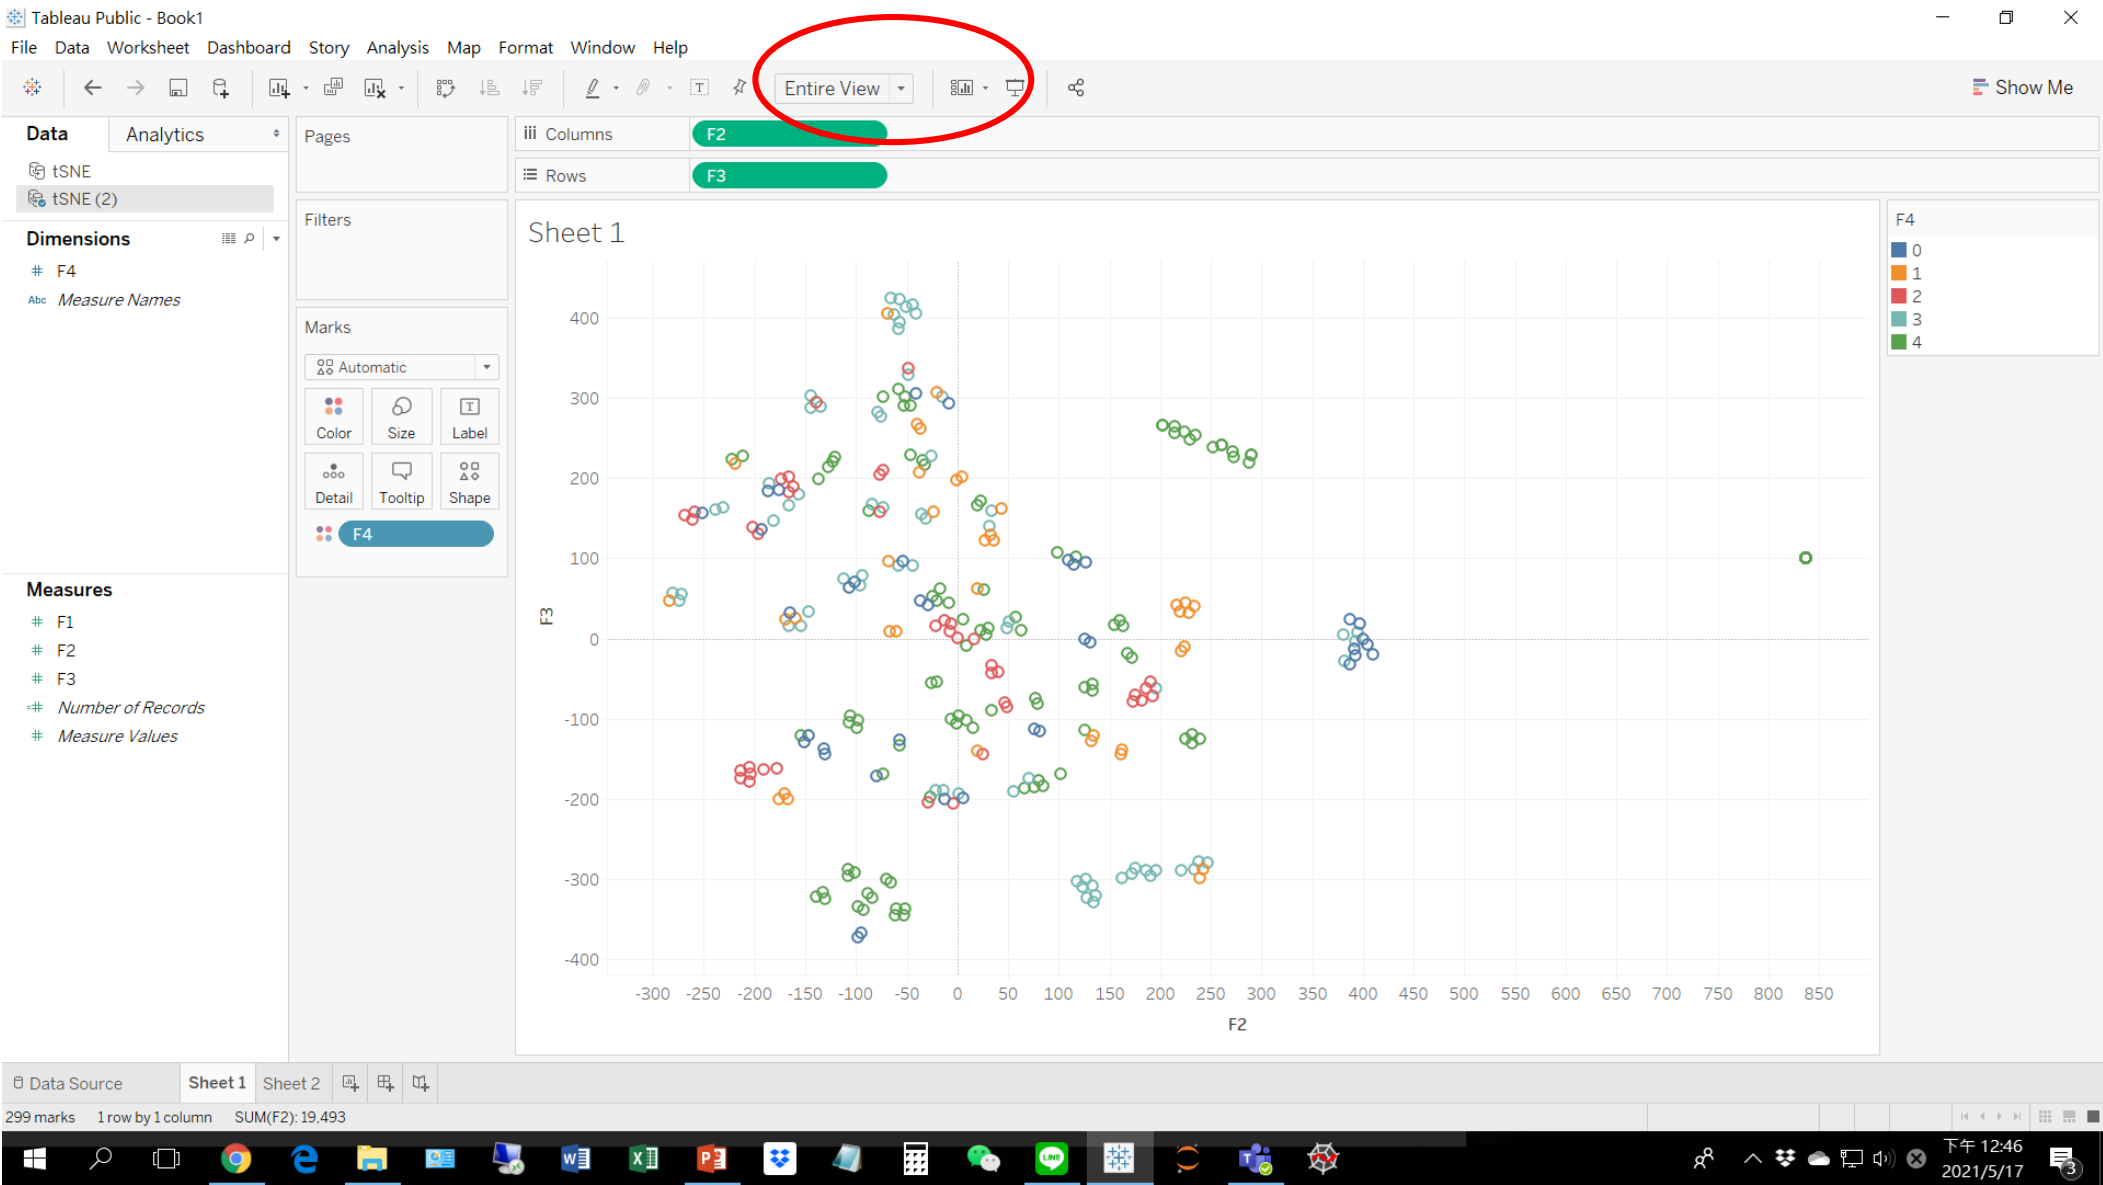 Tableau Public - Book1
File Data Worksheet Dashboard Story Analysis Map Format Window Help
Entire View
Show Me
Data Analytics
tSNE
tSNE (2)
Dimensions
F4
Abc Measure Names
Measures
F1
F2
F3
Number of Records
Measure Values
Pages
Filters
Marks
Automatic
Color Size Label
Detail Tooltip Shape
F4
Columns F2
Rows F3
Sheet 1
F3
400
300
200
100
0
-100
-200
-300
-400
-300 -250 -200 -150 -100 -50 0 50 100 150 200 250 300 350 400 450 500 550 600 650 700 750 800 850
F2
F4
0
1
2
3
4
Data Source Sheet 1 Sheet 2
299 marks 1 row by 1 column SUM(F2): 19,493
LINE
下午 12:46
2021/5/17
3